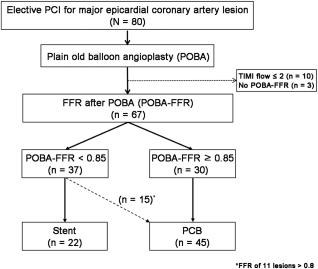 Elective PCI for major epicardial coronary artery lesion
(N = 80)
Plain old balloon angioplasty (POBA)
TIMI flow ≤ 2 (n = 10)
No POBA-FFR (n = 3)
FFR after POBA (POBA-FFR)
(n = 67)
POBA-FFR < 0.85
(n = 37)
POBA-FFR ≥ 0.85
(n = 30)
(n = 15)*
Stent
(n = 22)
PCB
(n = 45)
*FFR of 11 lesions > 0.8